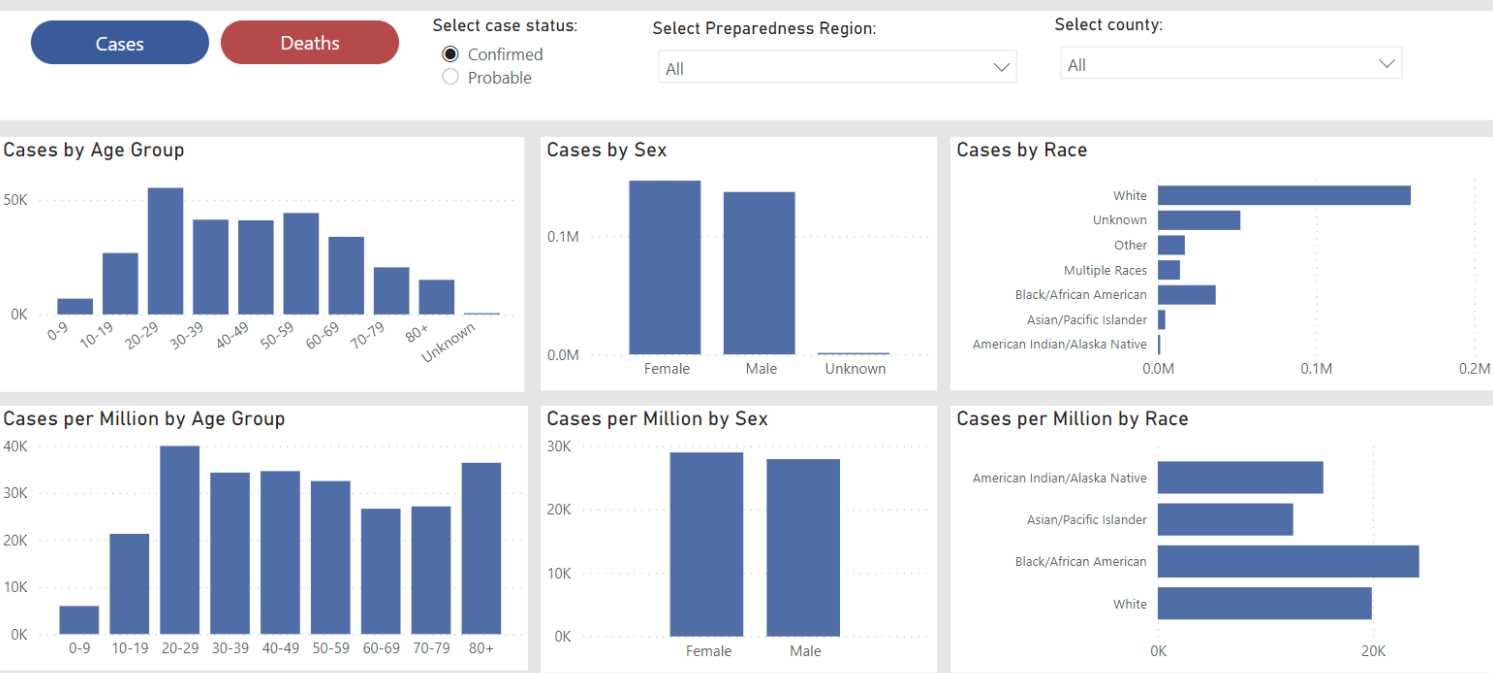 Cases
Deaths
Select case status:
Confirmed
Probable
Select Preparedness Region:
All
Select county:
All
Cases by Age Group
50K
0K
0-9 10-19 20-29 30-39 40-49 50-59 60-69 70-79 80+ Unknown
Cases by Sex
0.1M
0.0M
Female Male Unknown
Cases by Race
White
Unknown
Other
Multiple Races
Black/African American
Asian/Pacific Islander
American Indian/Alaska Native
0.0M 0.1M 0.2M
Cases per Million by Age Group
40K
30K
20K
10K
0K
0-9 10-19 20-29 30-39 40-49 50-59 60-69 70-79 80+
Cases per Million by Sex
30K
20K
10K
0K
Female Male
Cases per Million by Race
American Indian/Alaska Native
Asian/Pacific Islander
Black/African American
White
0K 20K